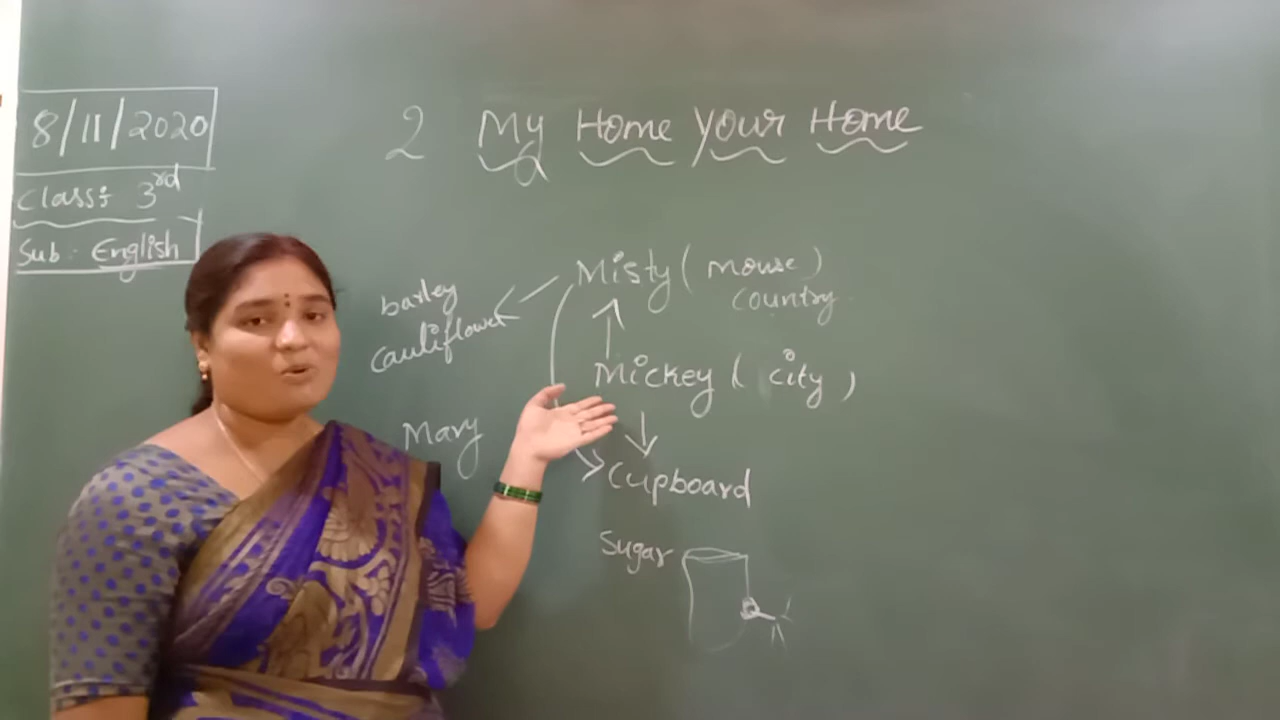 8/11/2020
Class: 3rd
Sub: English
2 My Home Your Home
Misty (mouse)
country
barley
cauliflower
Mickey (city)
Mary
Cupboard
Sugar